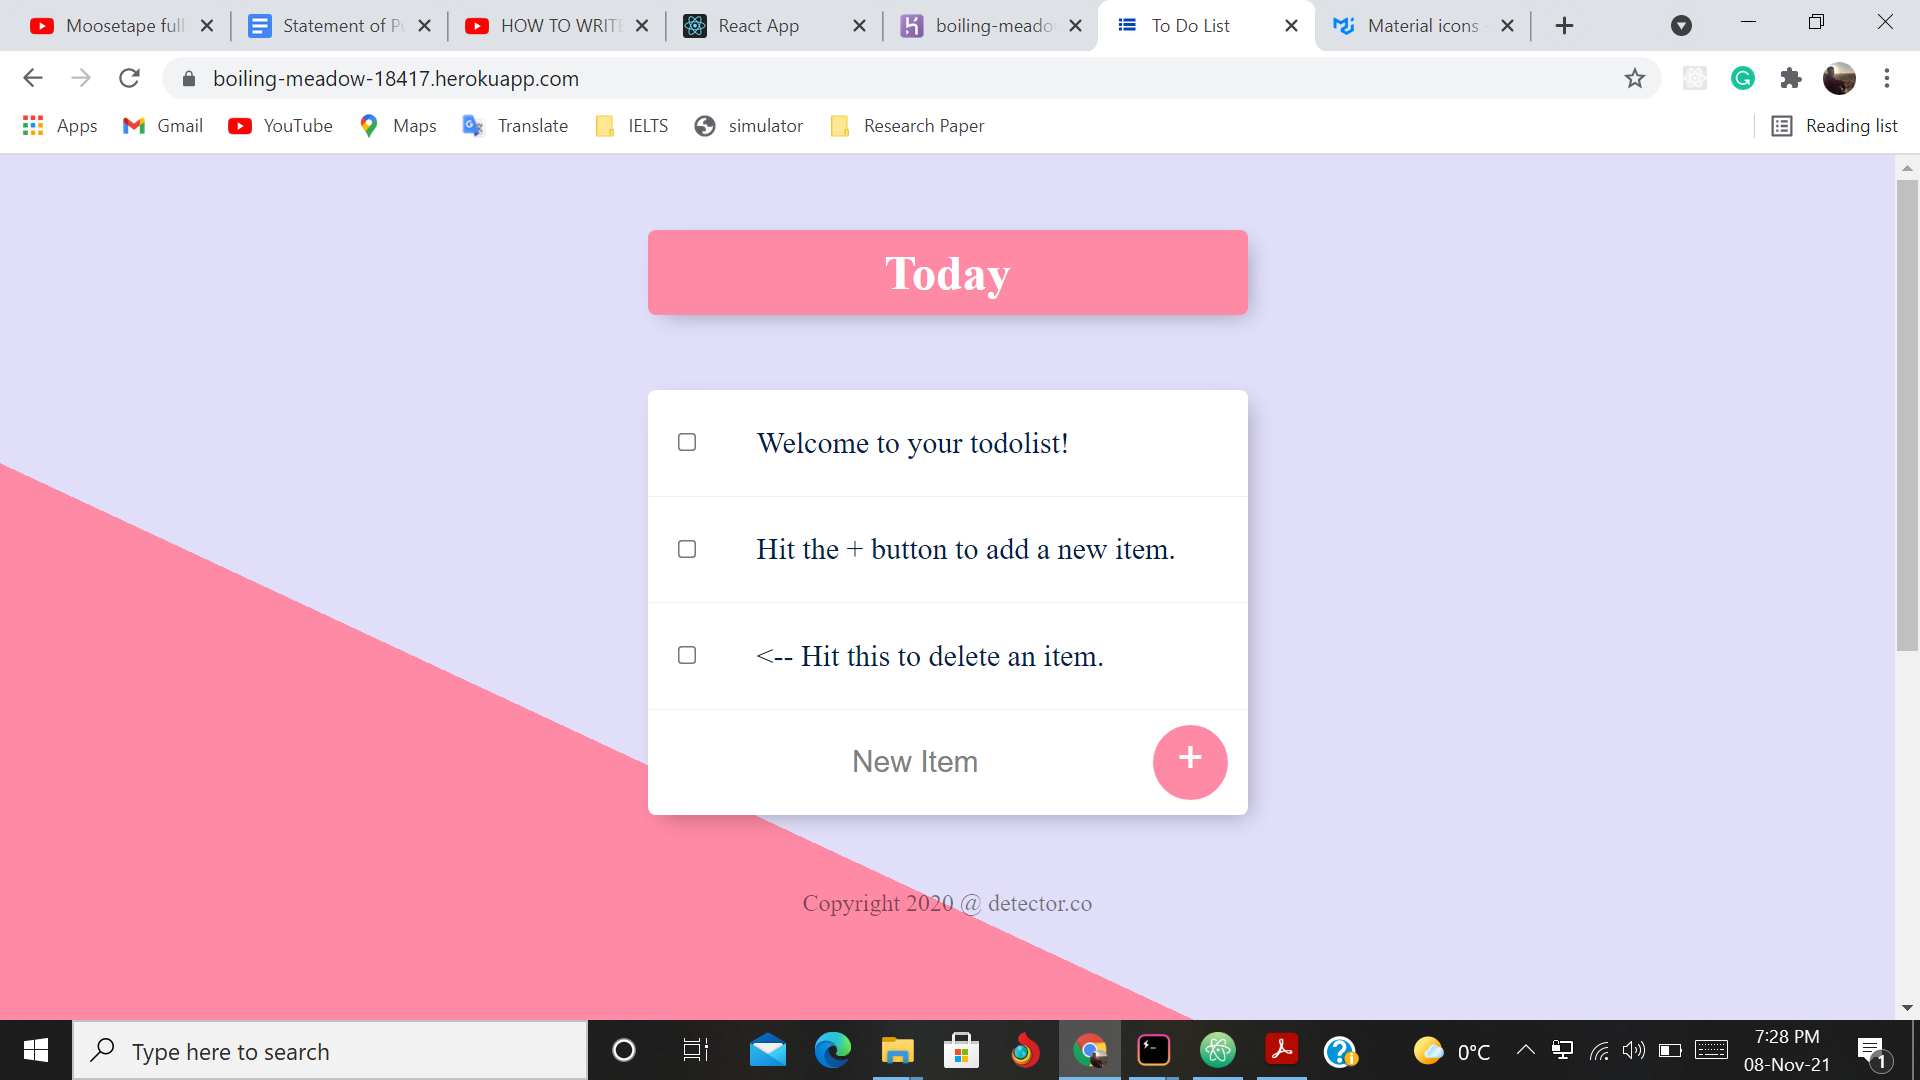 Moosetape full
Statement of Pu
HOW TO WRITE
React App
boiling-meado
To Do List
Material icons
boiling-meadow-18417.herokuapp.com
Apps
Gmail
YouTube
Maps
Translate
IELTS
simulator
Research Paper
Reading list
Today
Welcome to your todolist!
Hit the + button to add a new item.
<-- Hit this to delete an item.
New Item
+
Copyright 2020 @ detector.co
Type here to search
0°C
7:28 PM
08-Nov-21
1